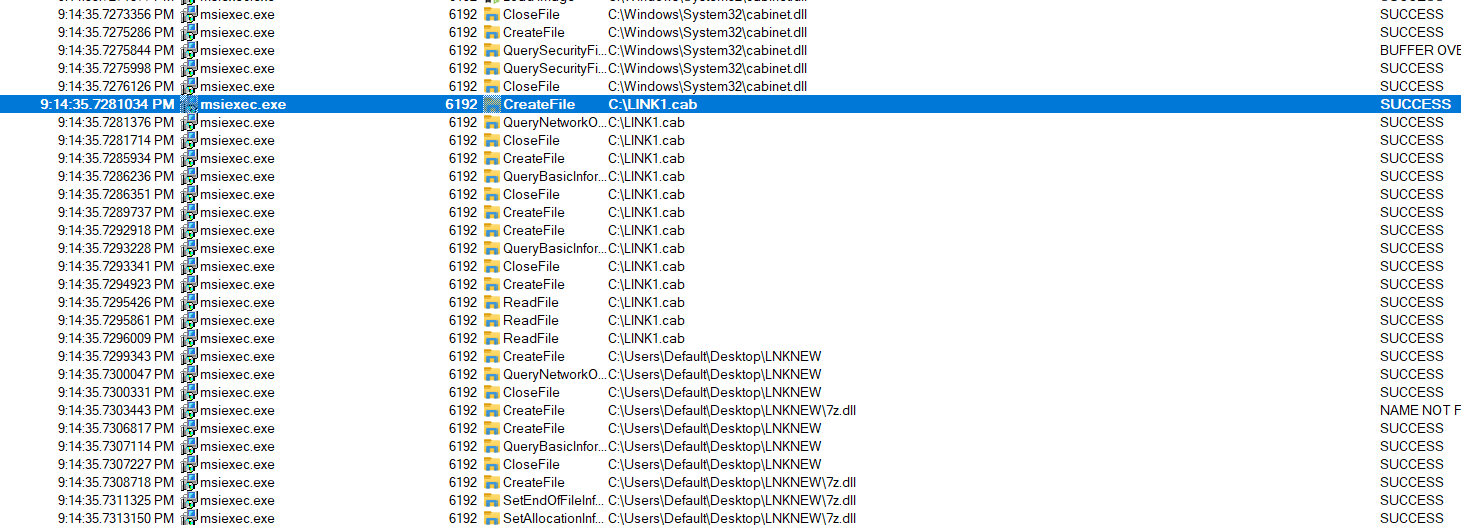 9:14:35.7273356 PM msiexec.exe 6192 CloseFile C:\Windows\System32\cabinet.dll SUCCESS
9:14:35.7275286 PM msiexec.exe 6192 CreateFile C:\Windows\System32\cabinet.dll SUCCESS
9:14:35.7275844 PM msiexec.exe 6192 QuerySecurityFi... C:\Windows\System32\cabinet.dll BUFFER OVE
9:14:35.7275998 PM msiexec.exe 6192 QuerySecurityFi... C:\Windows\System32\cabinet.dll SUCCESS
9:14:35.7276126 PM msiexec.exe 6192 CloseFile C:\Windows\System32\cabinet.dll SUCCESS
9:14:35.7281034 PM msiexec.exe 6192 CreateFile C:\LINK1.cab SUCCESS
9:14:35.7281376 PM msiexec.exe 6192 QueryNetworkO... C:\LINK1.cab SUCCESS
9:14:35.7281714 PM msiexec.exe 6192 CloseFile C:\LINK1.cab SUCCESS
9:14:35.7285934 PM msiexec.exe 6192 CreateFile C:\LINK1.cab SUCCESS
9:14:35.7286236 PM msiexec.exe 6192 QueryBasicInfor... C:\LINK1.cab SUCCESS
9:14:35.7286351 PM msiexec.exe 6192 CloseFile C:\LINK1.cab SUCCESS
9:14:35.7289737 PM msiexec.exe 6192 CreateFile C:\LINK1.cab SUCCESS
9:14:35.7292918 PM msiexec.exe 6192 CreateFile C:\LINK1.cab SUCCESS
9:14:35.7293228 PM msiexec.exe 6192 QueryBasicInfor... C:\LINK1.cab SUCCESS
9:14:35.7293341 PM msiexec.exe 6192 CloseFile C:\LINK1.cab SUCCESS
9:14:35.7294923 PM msiexec.exe 6192 CreateFile C:\LINK1.cab SUCCESS
9:14:35.7295426 PM msiexec.exe 6192 ReadFile C:\LINK1.cab SUCCESS
9:14:35.7295861 PM msiexec.exe 6192 ReadFile C:\LINK1.cab SUCCESS
9:14:35.7296009 PM msiexec.exe 6192 ReadFile C:\LINK1.cab SUCCESS
9:14:35.7299343 PM msiexec.exe 6192 CreateFile C:\Users\Default\Desktop\LNKNEW SUCCESS
9:14:35.7300047 PM msiexec.exe 6192 QueryNetworkO... C:\Users\Default\Desktop\LNKNEW SUCCESS
9:14:35.7300331 PM msiexec.exe 6192 CloseFile C:\Users\Default\Desktop\LNKNEW SUCCESS
9:14:35.7303443 PM msiexec.exe 6192 CreateFile C:\Users\Default\Desktop\LNKNEW\7z.dll NAME NOT F
9:14:35.7306817 PM msiexec.exe 6192 CreateFile C:\Users\Default\Desktop\LNKNEW SUCCESS
9:14:35.7307114 PM msiexec.exe 6192 QueryBasicInfor... C:\Users\Default\Desktop\LNKNEW SUCCESS
9:14:35.7307227 PM msiexec.exe 6192 CloseFile C:\Users\Default\Desktop\LNKNEW SUCCESS
9:14:35.7308718 PM msiexec.exe 6192 CreateFile C:\Users\Default\Desktop\LNKNEW\7z.dll SUCCESS
9:14:35.7311325 PM msiexec.exe 6192 SetEndOfFileInf... C:\Users\Default\Desktop\LNKNEW\7z.dll SUCCESS
9:14:35.7313150 PM msiexec.exe 6192 SetAllocationInf... C:\Users\Default\Desktop\LNKNEW\7z.dll SUCCESS